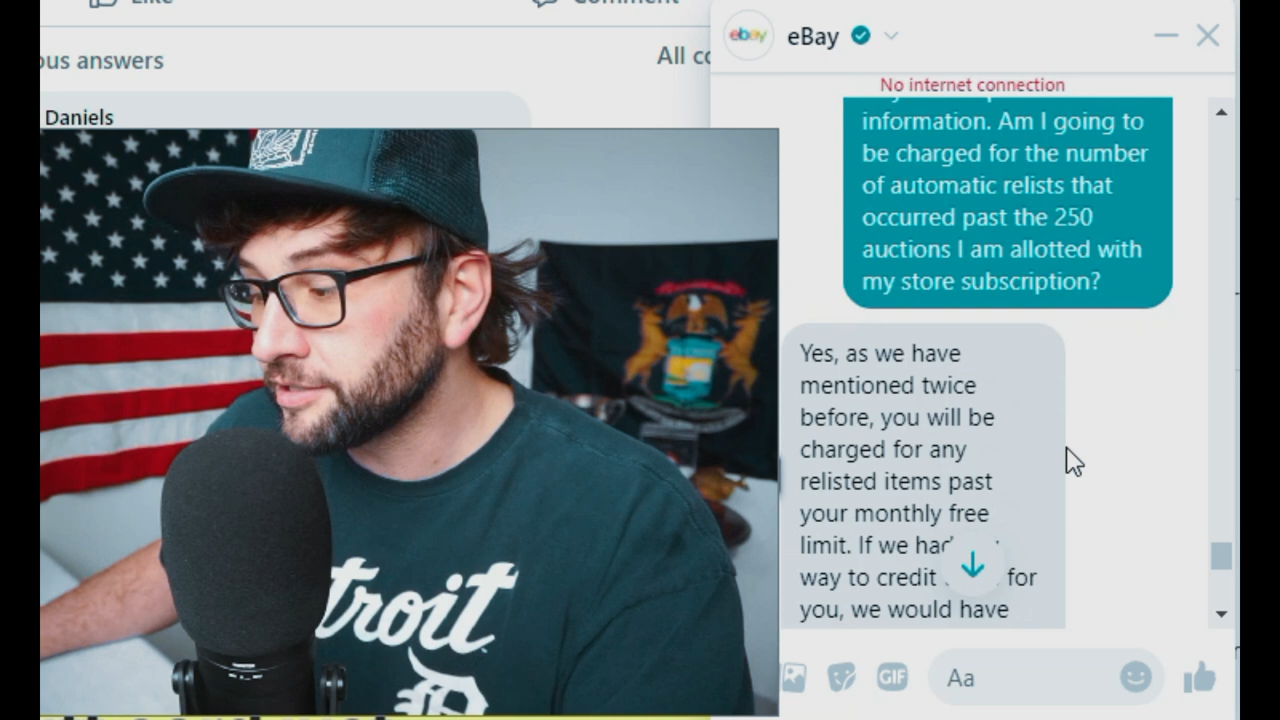 Like
Comment
ous answers
All co
Daniels
ebay
eBay
No internet connection
information. Am I going to
be charged for the number
of automatic relists that
occurred past the 250
auctions I am allotted with
my store subscription?
Yes, as we have
mentioned twice
before, you will be
charged for any
relisted items past
your monthly free
limit. If we had
way to credit for
you, we would have
GIF
Aa
troit
D